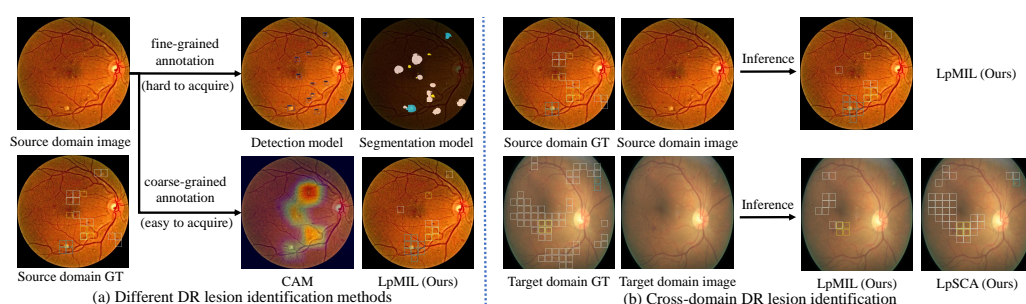 fine-grained
annotation
(hard to acquire)
Source domain image
Detection model
Segmentation model
coarse-grained
annotation
(easy to acquire)
Source domain GT
CAM
LpMIL (Ours)
(a) Different DR lesion identification methods
Inference
LpMIL (Ours)
Source domain GT
Source domain image
Inference
Target domain GT
Target domain image
LpMIL (Ours)
LpSCA (Ours)
(b) Cross-domain DR lesion identification